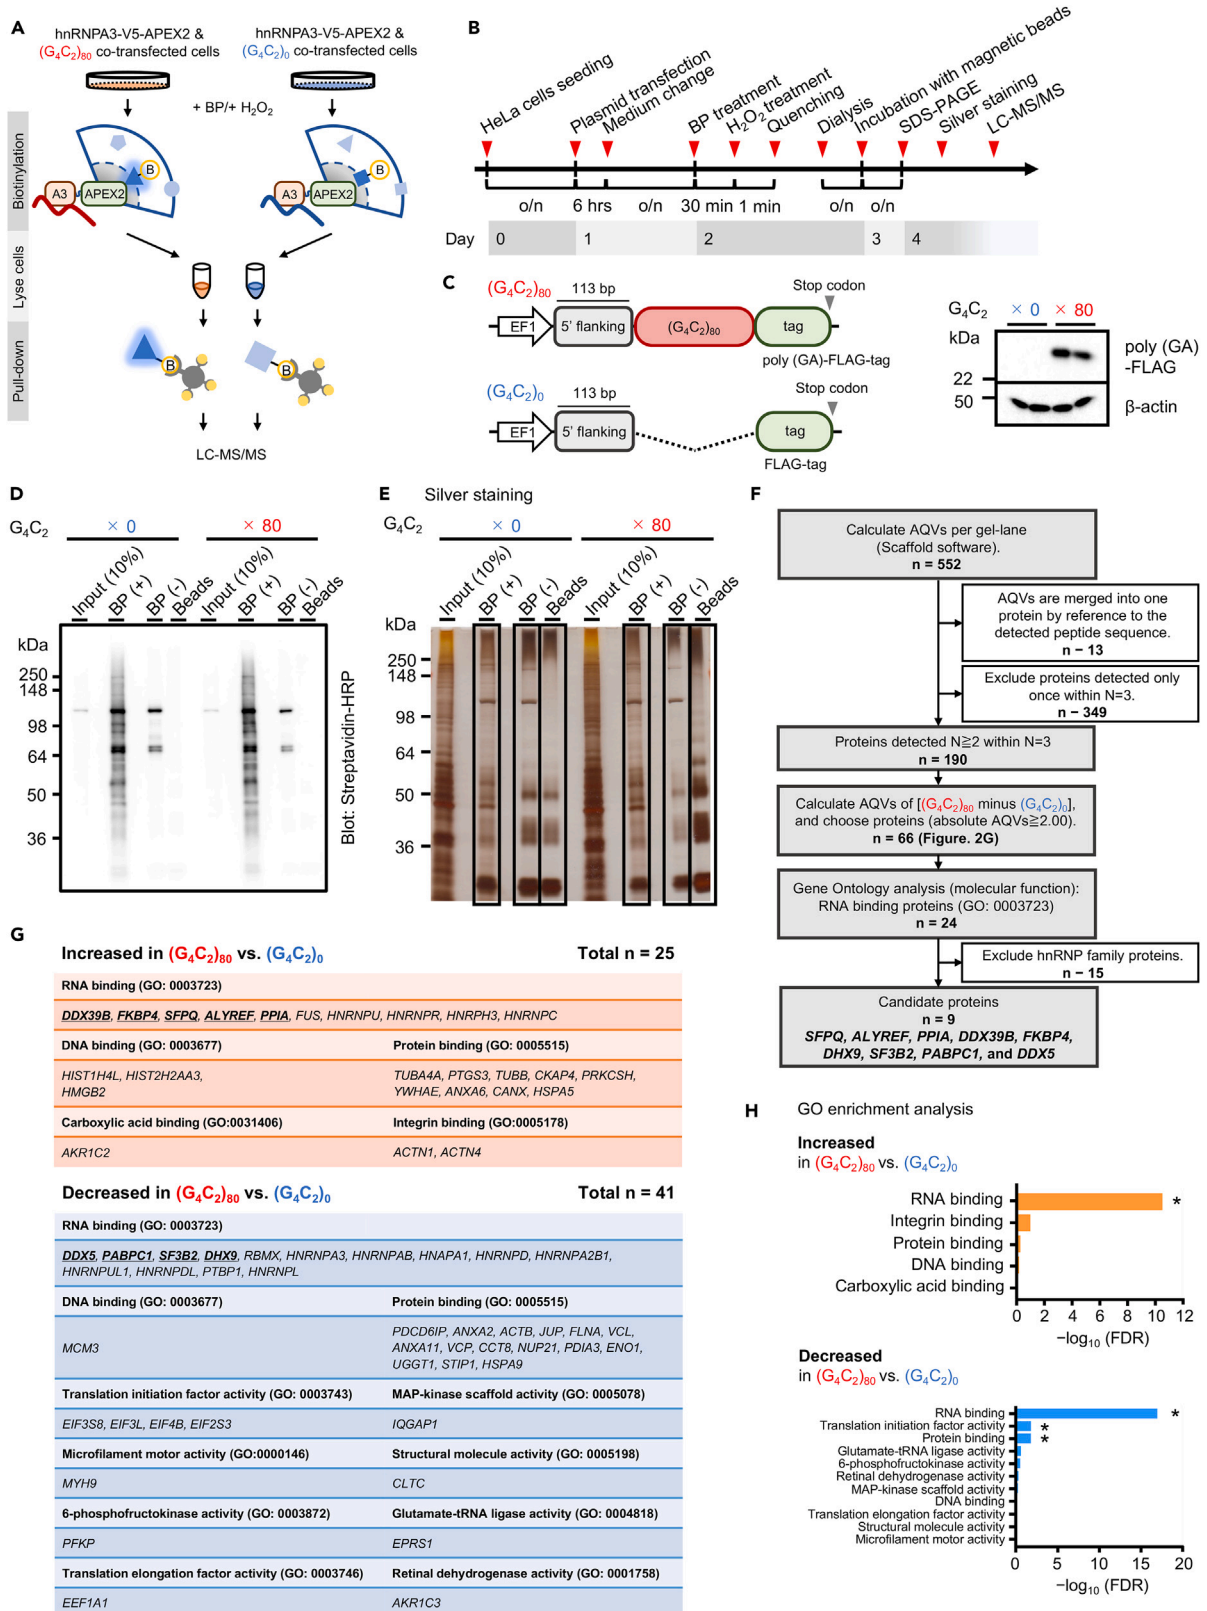 A
hnRNPA3-V5-APEX2 &
(G4C2)80 co-transfected cells
hnRNPA3-V5-APEX2 &
(G4C2)0 co-transfected cells
+ BP/+ H2O2
Biotinylation
A3
APEX2
B
A3
APEX2
B
Lyse cells
Pull-down
B
B
LC-MS/MS
B
HeLa cells seeding
Plasmid transfection
Medium change
BP treatment
H2O2 treatment
Quenching
Dialysis
Incubation with magnetic beads
SDS-PAGE
Silver staining
LC-MS/MS
o/n
6 hrs
o/n
30 min
1 min
o/n
o/n
Day
0
1
2
3
4
C
(G4C2)80
113 bp
Stop codon
EF1
5' flanking
(G4C2)80
tag
poly (GA)-FLAG-tag
(G4C2)0
113 bp
Stop codon
EF1
5' flanking
tag
FLAG-tag
G4C2
× 0
× 80
kDa
22
50
poly (GA)
-FLAG
β-actin
D
G4C2
× 0
× 80
Input (10%)
BP (+)
BP (-)
Beads
Input (10%)
BP (+)
BP (-)
Beads
kDa
250
148
98
64
50
36
Blot: Streptavidin-HRP
E
Silver staining
G4C2
× 0
× 80
Input (10%)
BP (+)
BP (-)
Beads
Input (10%)
BP (+)
BP (-)
Beads
kDa
250
148
98
64
50
36
F
Calculate AQVs per gel-lane
(Scaffold software).
n = 552
AQVs are merged into one
protein by reference to the
detected peptide sequence.
n − 13
Exclude proteins detected only
once within N=3.
n − 349
Proteins detected N≧2 within N=3
n = 190
Calculate AQVs of [(G4C2)80 minus (G4C2)0],
and choose proteins (absolute AQVs≧2.00).
n = 66 (Figure. 2G)
Gene Ontology analysis (molecular function):
RNA binding proteins (GO: 0003723)
n = 24
Exclude hnRNP family proteins.
n − 15
Candidate proteins
n = 9
SFPQ, ALYREF, PPIA, DDX39B, FKBP4,
DHX9, SF3B2, PABPC1, and DDX5
G
Increased in (G4C2)80 vs. (G4C2)0
Total n = 25
RNA binding (GO: 0003723)
DDX39B, FKBP4, SFPQ, ALYREF, PPIA, FUS, HNRNPU, HNRNPR, HNRPH3, HNRNPC
DNA binding (GO: 0003677)
Protein binding (GO: 0005515)
HIST1H4L, HIST2H2AA3,
HMGB2
TUBA4A, PTGS3, TUBB, CKAP4, PRKCSH,
YWHAE, ANXA6, CANX, HSPA5
Carboxylic acid binding (GO:0031406)
Integrin binding (GO:0005178)
AKR1C2
ACTN1, ACTN4
Decreased in (G4C2)80 vs. (G4C2)0
Total n = 41
RNA binding (GO: 0003723)
DDX5, PABPC1, SF3B2, DHX9, RBMX, HNRNPA3, HNRNPAB, HNAPA1, HNRNPD, HNRNPA2B1,
HNRNPUL1, HNRNPDL, PTBP1, HNRNPL
DNA binding (GO: 0003677)
Protein binding (GO: 0005515)
MCM3
PDCD6IP, ANXA2, ACTB, JUP, FLNA, VCL,
ANXA11, VCP, CCT8, NUP21, PDIA3, ENO1,
UGGT1, STIP1, HSPA9
Translation initiation factor activity (GO: 0003743)
MAP-kinase scaffold activity (GO: 0005078)
EIF3S8, EIF3L, EIF4B, EIF2S3
IQGAP1
Microfilament motor activity (GO:0000146)
Structural molecule activity (GO: 0005198)
MYH9
CLTC
6-phosphofructokinase activity (GO: 0003872)
Glutamate-tRNA ligase activity (GO: 0004818)
PFKP
EPRS1
Translation elongation factor activity (GO: 0003746)
Retinal dehydrogenase activity (GO: 0001758)
EEF1A1
AKR1C3
H
GO enrichment analysis
Increased
in (G4C2)80 vs. (G4C2)0
RNA binding
*
Integrin binding
Protein binding
DNA binding
Carboxylic acid binding
0 2 4 6 8 10 12
−log10 (FDR)
Decreased
in (G4C2)80 vs. (G4C2)0
RNA binding
*
Translation initiation factor activity
*
Protein binding
*
Glutamate-tRNA ligase activity
6-phosphofructokinase activity
Retinal dehydrogenase activity
MAP-kinase scaffold activity
DNA binding
Translation elongation factor activity
Structural molecule activity
Microfilament motor activity
0 5 10 15 20
−log10 (FDR)